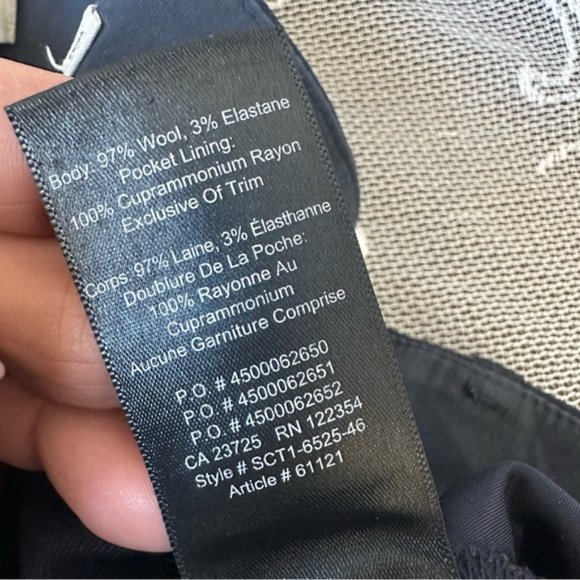 Body: 97% Wool, 3% Elastane
Pocket Lining:
100% Cuprammonium Rayon
Exclusive Of Trim
Corps: 97% Laine, 3% Élasthanne
Doublure De La Poche:
100% Rayonne Au
Cuprammonium
Aucune Garniture Comprise
P.O. # 4500062650
P.O. # 4500062651
P.O. # 4500062652
CA 23725 RN 122354
Style # SCT1-6525-46
Article # 61121